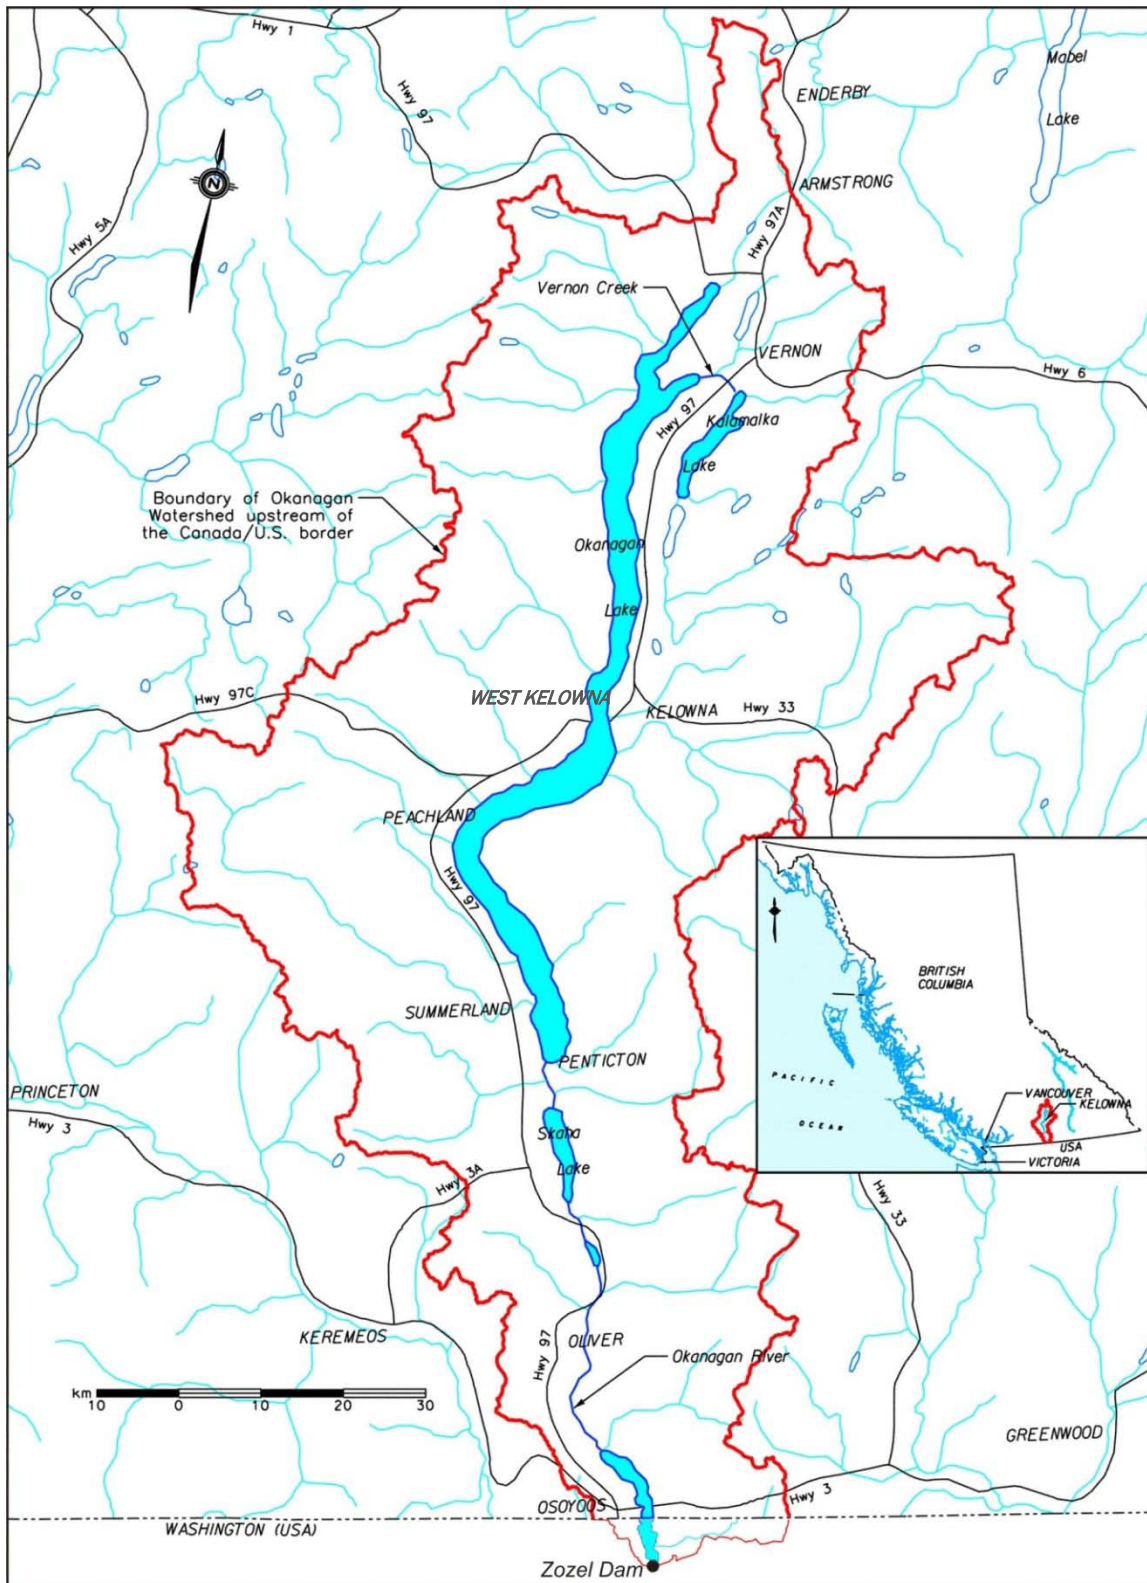 Hwy 1
Mabel
Lake
Hwy 97
ENDERBY
N
ARMSTRONG
Hwy 5A
Hwy 97A
Vernon Creek
VERNON
Hwy 6
Hwy 97
Kalamalka
Lake
Boundary of Okanagan
Watershed upstream of
the Canada/U.S. border
Okanagan
Lake
Hwy 97C
WEST KELOWNA
KELOWNA
Hwy 33
PEACHLAND
Hwy 97
SUMMERLAND
PENTICTON
PRINCETON
Hwy 3
Skaha
Lake
Hwy 3A
BRITISH
COLUMBIA
PACIFIC
OCEAN
VANCOUVER
KELOWNA
USA
VICTORIA
Hwy 33
KEREMEOS
Hwy 97
OLIVER
Okanagan River
km
10 0 10 20 30
GREENWOOD
OSOYOOS
Hwy 3
WASHINGTON (USA)
Zozel Dam